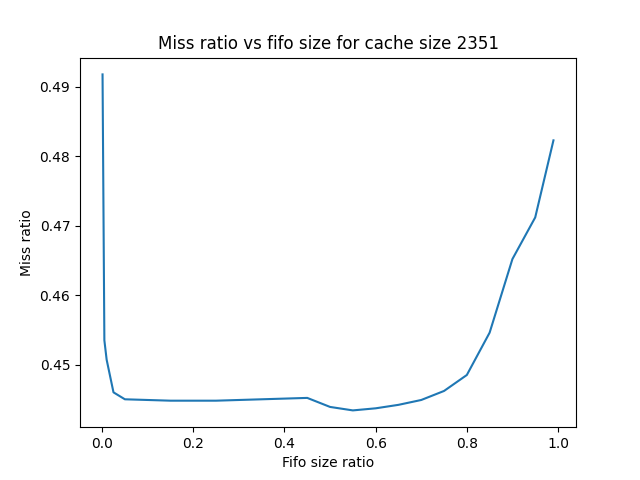 Miss ratio vs fifo size for cache size 2351
0.49
0.48
0.47
0.46
0.45
Miss ratio
0.0 0.2 0.4 0.6 0.8 1.0
Fifo size ratio